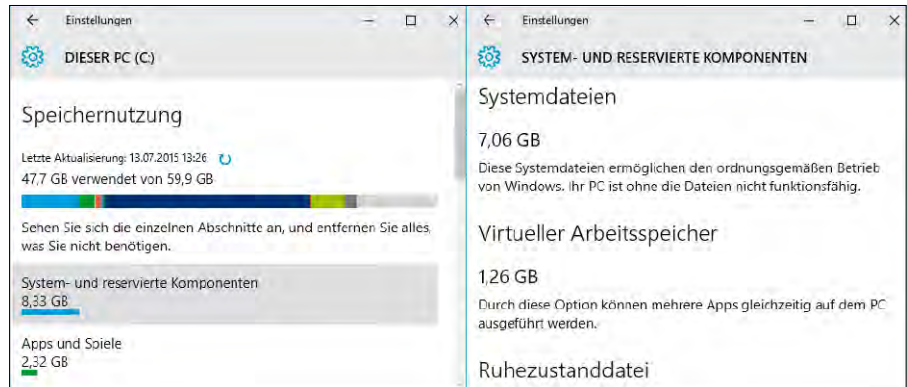 Einstellungen
DIESER PC (C:)
Speichernutzung
Letzte Aktualisierung: 13.07.2015 13:26
47,7 GB verwendet von 59,9 GB
Sehen Sie sich die einzelnen Abschnitte an, und entfernen Sie alles,
was Sie nicht benötigen.
System- und reservierte Komponenten
8,33 GB
Apps und Spiele
2,32 GB
Einstellungen
SYSTEM- UND RESERVIERTE KOMPONENTEN
Systemdateien
7,06 GB
Diese Systemdateien ermöglichen den ordnungsgemäßen Betrieb
von Windows. Ihr PC ist ohne die Dateien nicht funktionsfähig.
Virtueller Arbeitsspeicher
1,26 GB
Durch diese Option können mehrere Apps gleichzeitig auf dem PC
ausgeführt werden.
Ruhezustanddatei